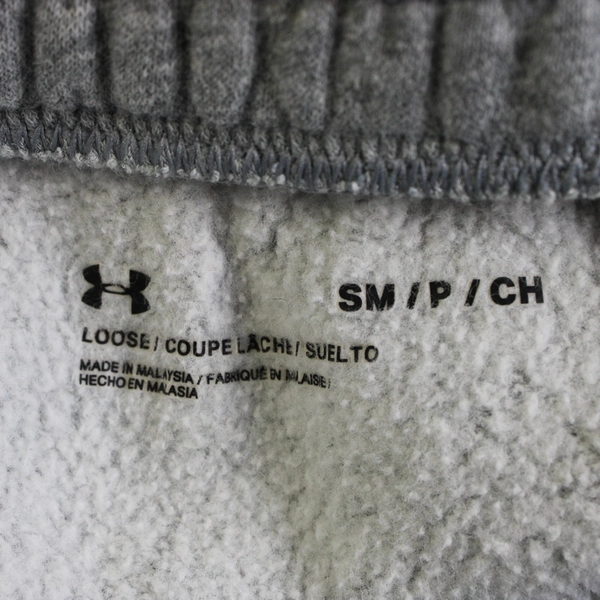 SM / P / CH
LOOSE / COUPE LÂCHE / SUELTO
MADE IN MALAYSIA / FABRIQUÉ EN MALAISIE /
HECHO EN MALASIA